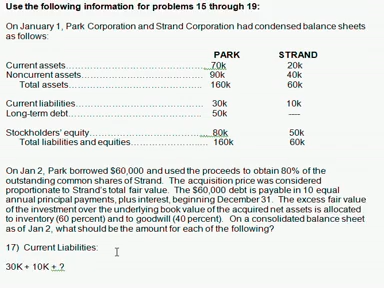 Use the following information for problems 15 through 19:
On January 1, Park Corporation and Strand Corporation had condensed balance sheets
as follows:
PARK STRAND
Current assets……………………………………… 70k 20k
Noncurrent assets………………………………… 90k 40k
Total assets…………………………………… 160k 60k
Current liabilities………………………………… 30k 10k
Long-term debt…………………………………… 50k ----
Stockholders' equity……………………………… 80k 50k
Total liabilities and equities………………… 160k 60k
On Jan 2, Park borrowed $60,000 and used the proceeds to obtain 80% of the
outstanding common shares of Strand. The acquisition price was considered
proportionate to Strand's total fair value. The $60,000 debt is payable in 10 equal
annual principal payments, plus interest, beginning December 31. The excess fair value
of the investment over the underlying book value of the acquired net assets is allocated
to inventory (60 percent) and to goodwill (40 percent). On a consolidated balance sheet
as of Jan 2, what should be the amount for each of the following?
17) Current Liabilities:
30K + 10K + ?